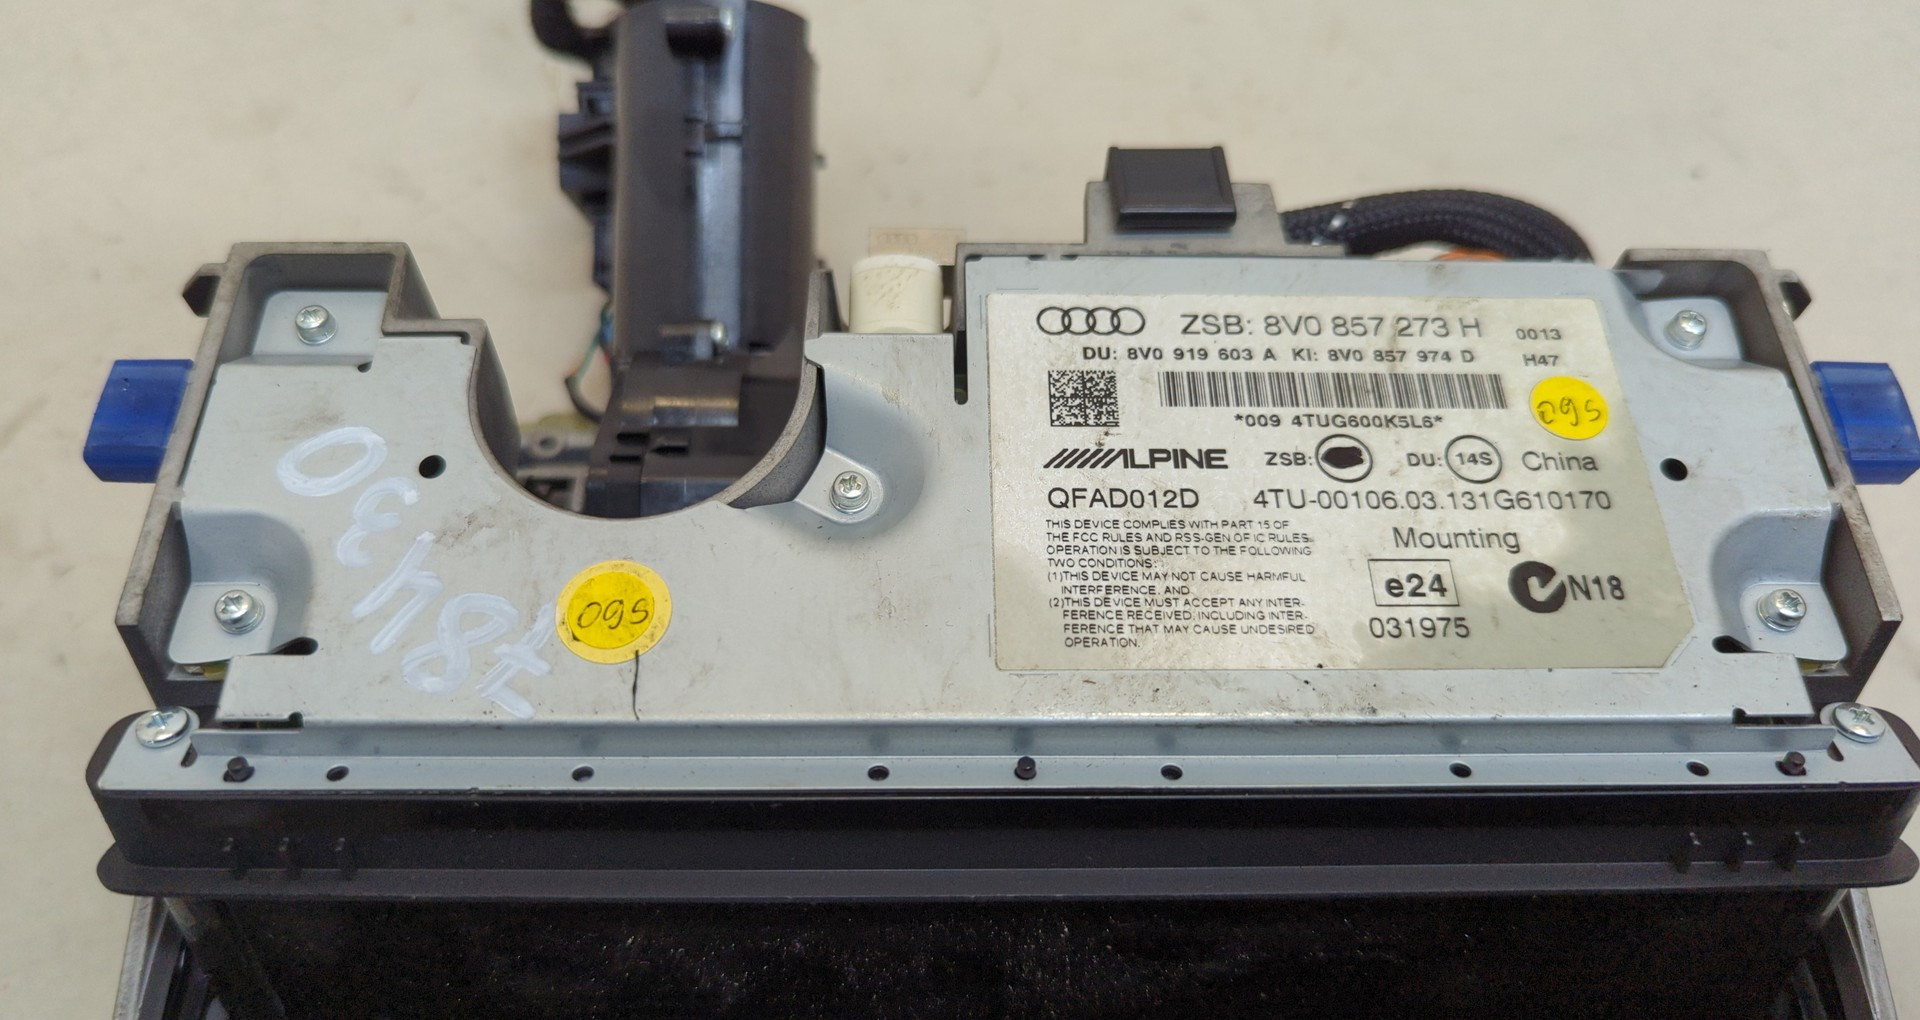 ZSB: 8V0 857 273 H 0013
DU: 8V0 919 603 A KI: 8V0 857 974 D H47
*009 4TUG600K5L6*
09s
ALPINE ZSB: DU: 14S China
QFAD012D 4TU-00106.03.131G610170
THIS DEVICE COMPLIES WITH PART 15 OF
THE FCC RULES AND RSS-GEN OF IC RULES.
OPERATION IS SUBJECT TO THE FOLLOWING
TWO CONDITIONS:
(1)THIS DEVICE MAY NOT CAUSE HARMFUL
INTERFERENCE, AND
(2)THIS DEVICE MUST ACCEPT ANY INTER-
FERENCE RECEIVED, INCLUDING INTER-
FERENCE THAT MAY CAUSE UNDESIRED
OPERATION.
Mounting
e24
N18
031975
78430
09s